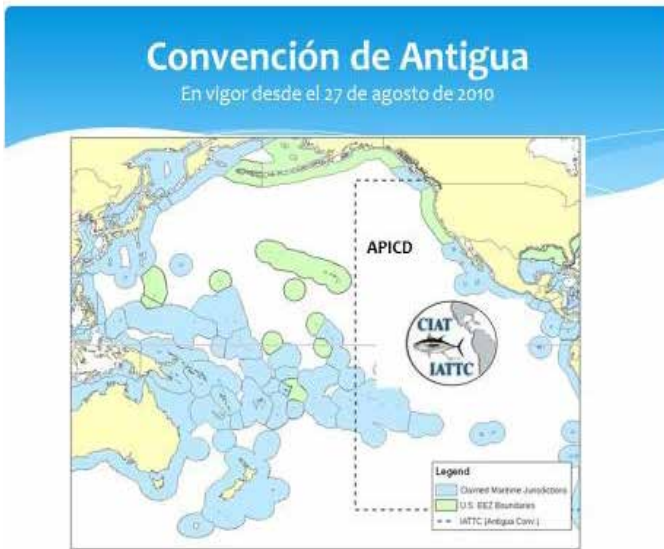 Convención de Antigua
En vigor desde el 27 de agosto de 2010
APICD
CIAT
IATTC
Legend
Claimed Maritime Jurisdictions
U.S. EEZ Boundaries
IATTC (Antigua Conv.)